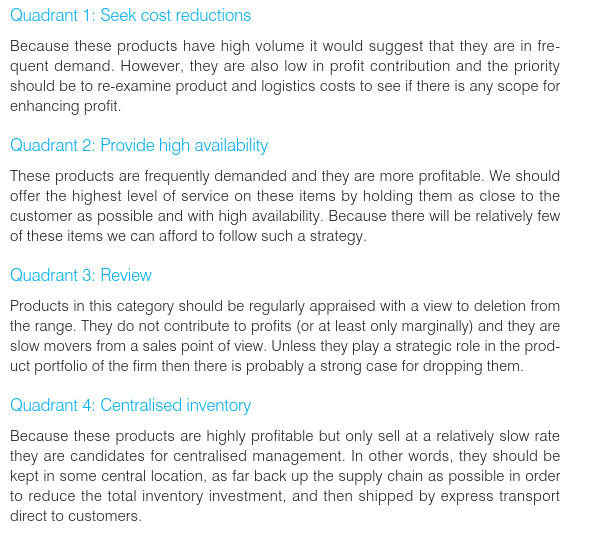 Quadrant 1: Seek cost reductions
Because these products have high volume it would suggest that they are in fre-
quent demand. However, they are also low in profit contribution and the priority
should be to re-examine product and logistics costs to see if there is any scope for
enhancing profit.
Quadrant 2: Provide high availability
These products are frequently demanded and they are more profitable. We should
offer the highest level of service on these items by holding them as close to the
customer as possible and with high availability. Because there will be relatively few
of these items we can afford to follow such a strategy.
Quadrant 3: Review
Products in this category should be regularly appraised with a view to deletion from
the range. They do not contribute to profits (or at least only marginally) and they are
slow movers from a sales point of view. Unless they play a strategic role in the prod-
uct portfolio of the firm then there is probably a strong case for dropping them.
Quadrant 4: Centralised inventory
Because these products are highly profitable but only sell at a relatively slow rate
they are candidates for centralised management. In other words, they should be
kept in some central location, as far back up the supply chain as possible in order
to reduce the total inventory investment, and then shipped by express transport
direct to customers.